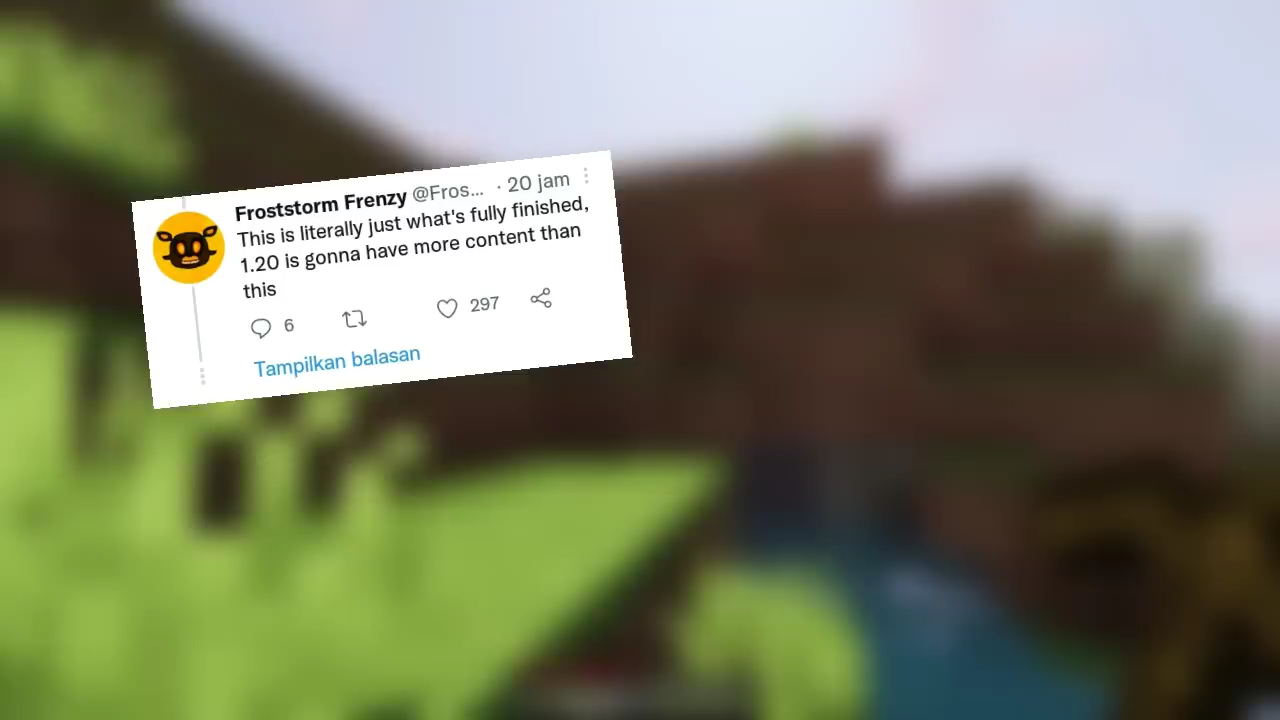 Froststorm Frenzy @Fros... · 20 jam
This is literally just what's fully finished,
1.20 is gonna have more content than
this
6 297
Tampilkan balasan